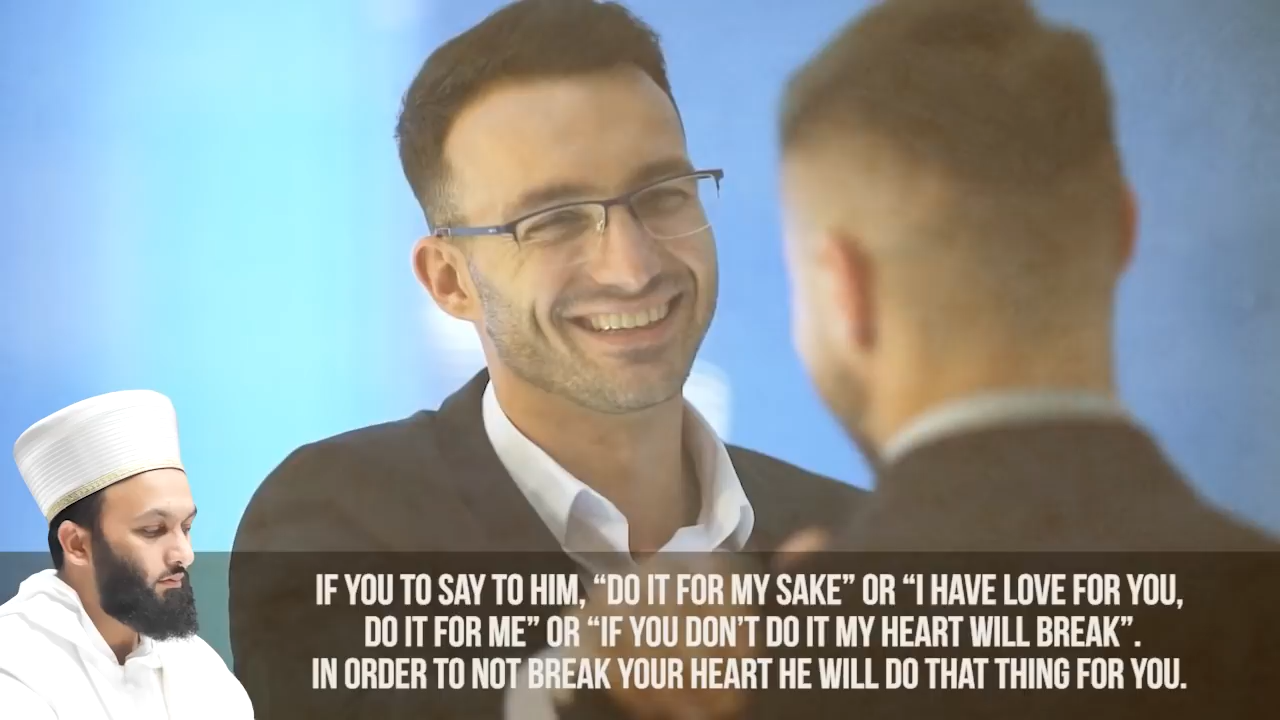 IF YOU TO SAY TO HIM, “DO IT FOR MY SAKE” OR “I HAVE LOVE FOR YOU,
DO IT FOR ME” OR “IF YOU DON’T DO IT MY HEART WILL BREAK”.
IN ORDER TO NOT BREAK YOUR HEART HE WILL DO THAT THING FOR YOU.